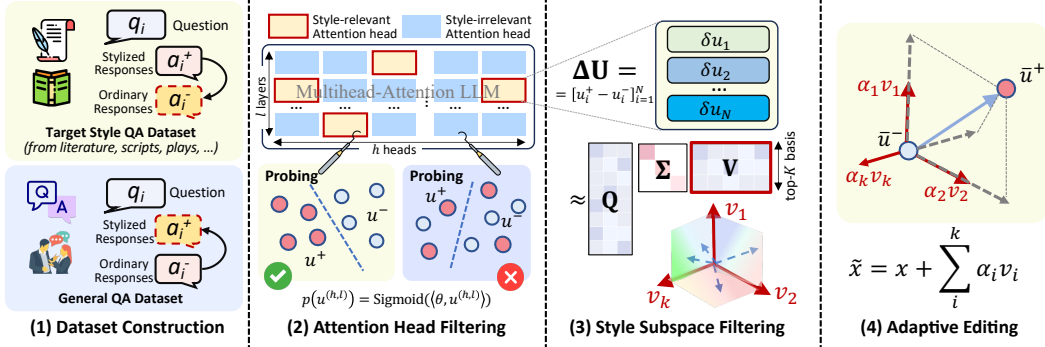 q_i
Question
Stylized
Responses
a_i^+
Ordinary
Responses
a_i^-
Target Style QA Dataset
(from literature, scripts, plays, ...)
Q
A
q_i
Question
Stylized
Responses
a_i^+
Ordinary
Responses
a_i^-
General QA Dataset
(1) Dataset Construction
Style-relevant
Attention head
Style-irrelevant
Attention head
l layers
Multihead-Attention LLM
... ... ... ...
h heads
Probing
u^-
u^+
Probing
u^+
u^-
p(u^{(h,l)}) = Sigmoid(⟨θ, u^{(h,l)}⟩)
(2) Attention Head Filtering
ΔU =
= [u_i^+ − u_i^-]_{i=1}^N
δu_1
δu_2
...
δu_N
≈
Q
Σ
V
top-K basis
v_1
v_k
v_2
(3) Style Subspace Filtering
ū^+
α_1 v_1
ū^-
α_k v_k
α_2 v_2
x̃ = x + ∑_i^k α_i v_i
(4) Adaptive Editing